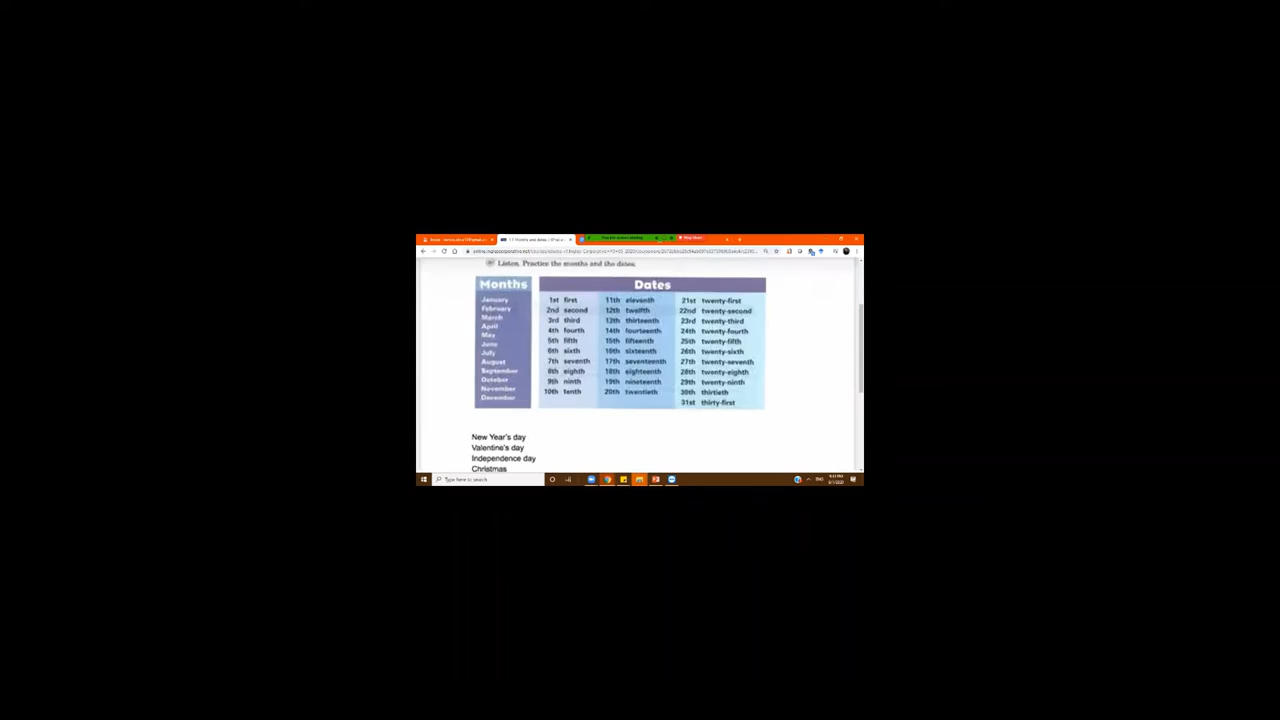 Listen. Practice the months and the dates.
Months
January
February
March
April
May
June
July
August
September
October
November
December
Dates
1st first
2nd second
3rd third
4th fourth
5th fifth
6th sixth
7th seventh
8th eighth
9th ninth
10th tenth
11th eleventh
12th twelfth
13th thirteenth
14th fourteenth
15th fifteenth
16th sixteenth
17th seventeenth
18th eighteenth
19th nineteenth
20th twentieth
21st twenty-first
22nd twenty-second
23rd twenty-third
24th twenty-fourth
25th twenty-fifth
26th twenty-sixth
27th twenty-seventh
28th twenty-eighth
29th twenty-ninth
30th thirtieth
31st thirty-first
New Year's day
Valentine's day
Independence day
Christmas
Type here to search